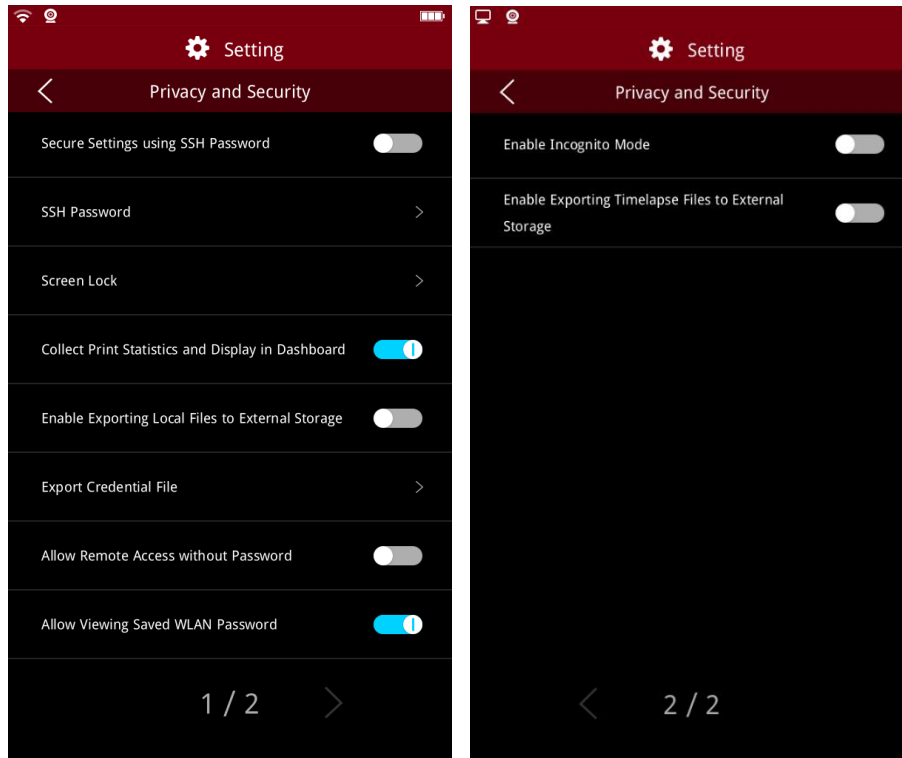 Setting
Privacy and Security
Secure Settings using SSH Password
SSH Password
Screen Lock
Collect Print Statistics and Display in Dashboard
Enable Exporting Local Files to External Storage
Export Credential File
Allow Remote Access without Password
Allow Viewing Saved WLAN Password
1 / 2
Setting
Privacy and Security
Enable Incognito Mode
Enable Exporting Timelapse Files to External
Storage
2 / 2